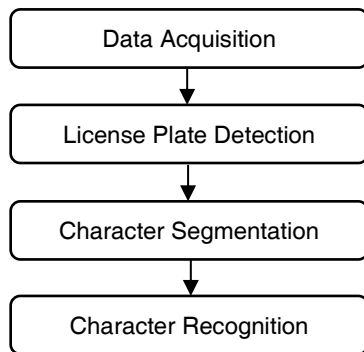 Data Acquisition
License Plate Detection
Character Segmentation
Character Recognition